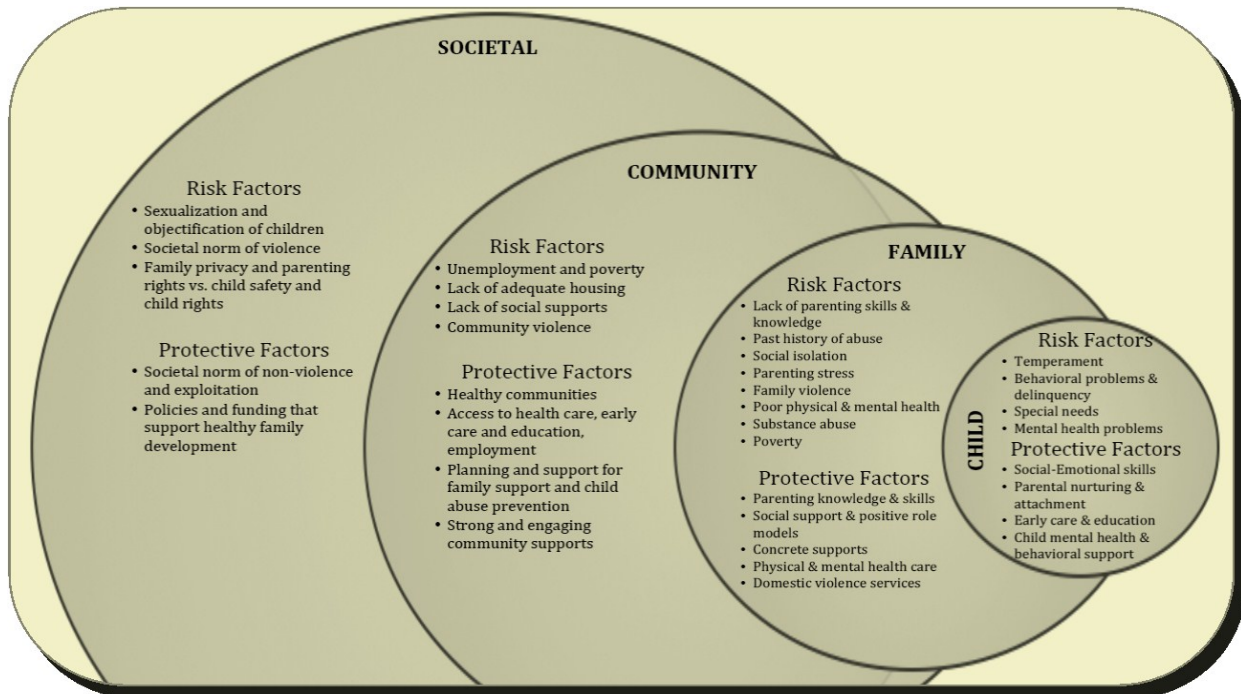 SOCIETAL
Risk Factors
• Sexualization and
objectification of children
• Societal norm of violence
• Family privacy and parenting
rights vs. child safety and
child rights
Protective Factors
• Societal norm of non-violence
and exploitation
• Policies and funding that
support healthy family
development
COMMUNITY
Risk Factors
• Unemployment and poverty
• Lack of adequate housing
• Lack of social supports
• Community violence
Protective Factors
• Healthy communities
• Access to health care, early
care and education,
employment
• Planning and support for
family support and child
abuse prevention
• Strong and engaging
community supports
FAMILY
Risk Factors
• Lack of parenting skills &
knowledge
• Past history of abuse
• Social isolation
• Parenting stress
• Family violence
• Poor physical & mental health
• Substance abuse
• Poverty
Protective Factors
• Parenting knowledge & skills
• Social support & positive role
models
• Concrete supports
• Physical & mental health care
• Domestic violence services
CHILD
Risk Factors
• Temperament
• Behavioral problems &
delinquency
• Special needs
• Mental health problems
Protective Factors
• Social-Emotional skills
• Parental nurturing &
attachment
• Early care & education
• Child mental health &
behavioral support